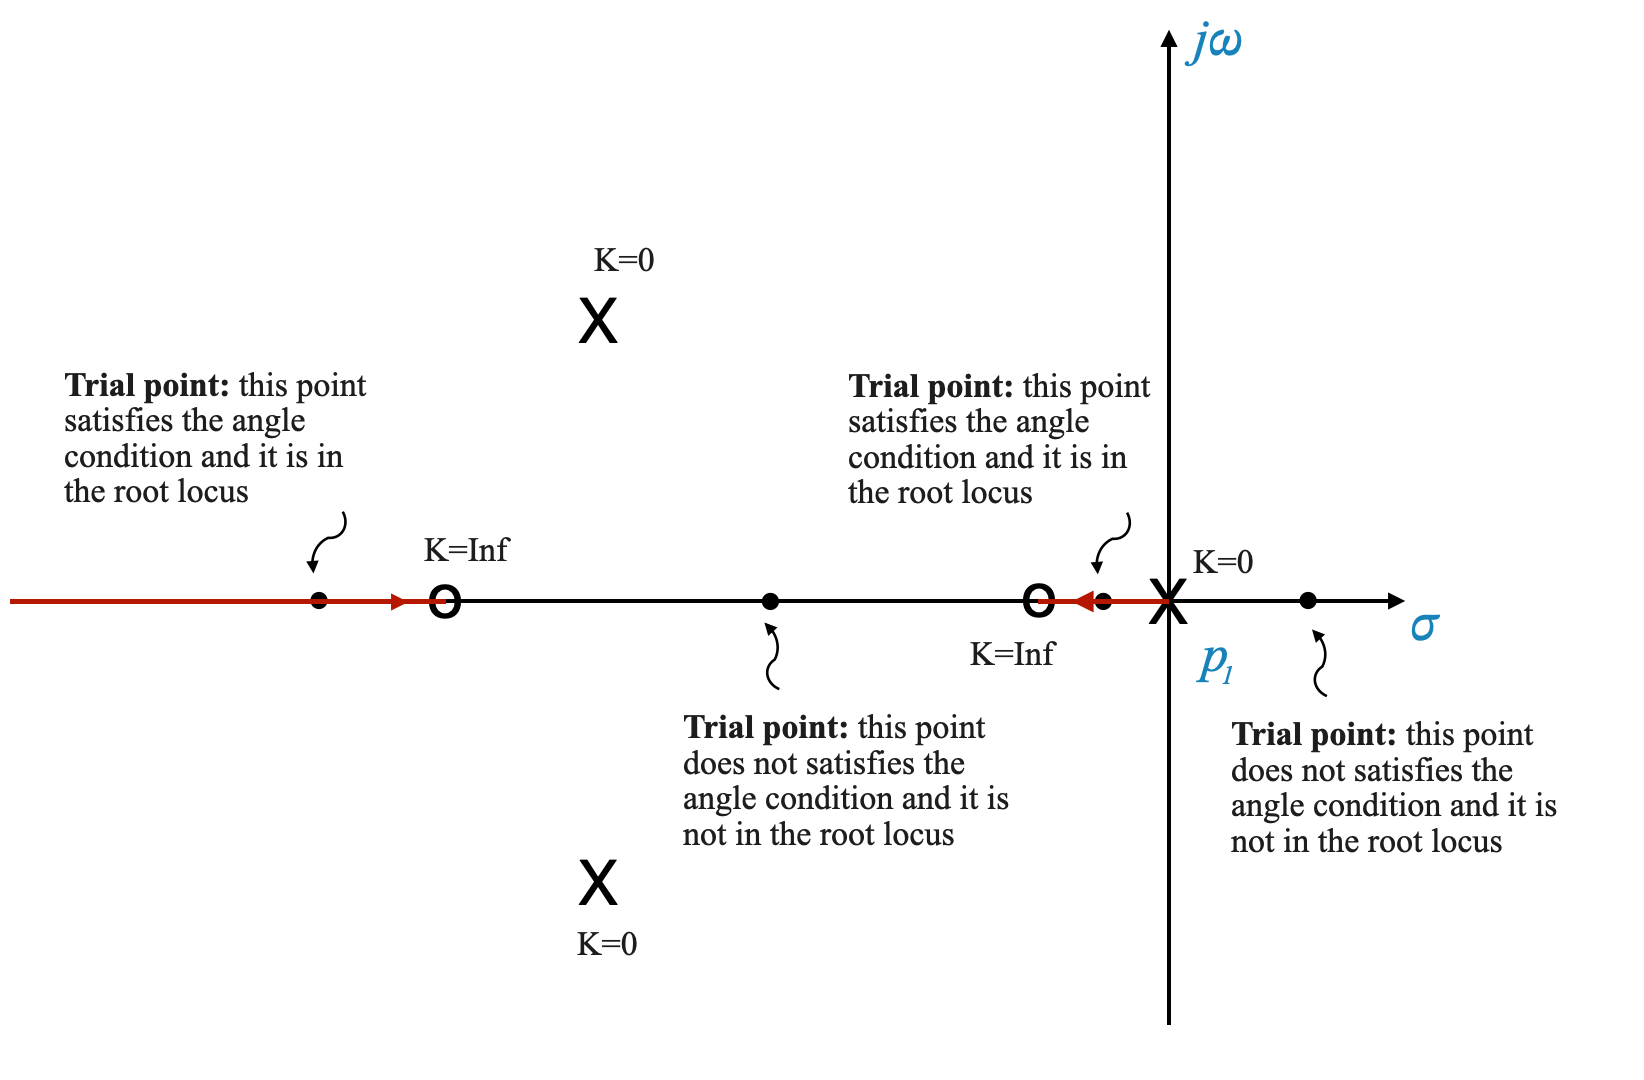 jω
K=0
X
Trial point: this point
satisfies the angle
condition and it is in
the root locus
Trial point: this point
satisfies the angle
condition and it is in
the root locus
K=Inf
K=0
O
O
X
σ
K=Inf
p₁
Trial point: this point
does not satisfies the
angle condition and it is
not in the root locus
Trial point: this point
does not satisfies the
angle condition and it is
not in the root locus
X
K=0